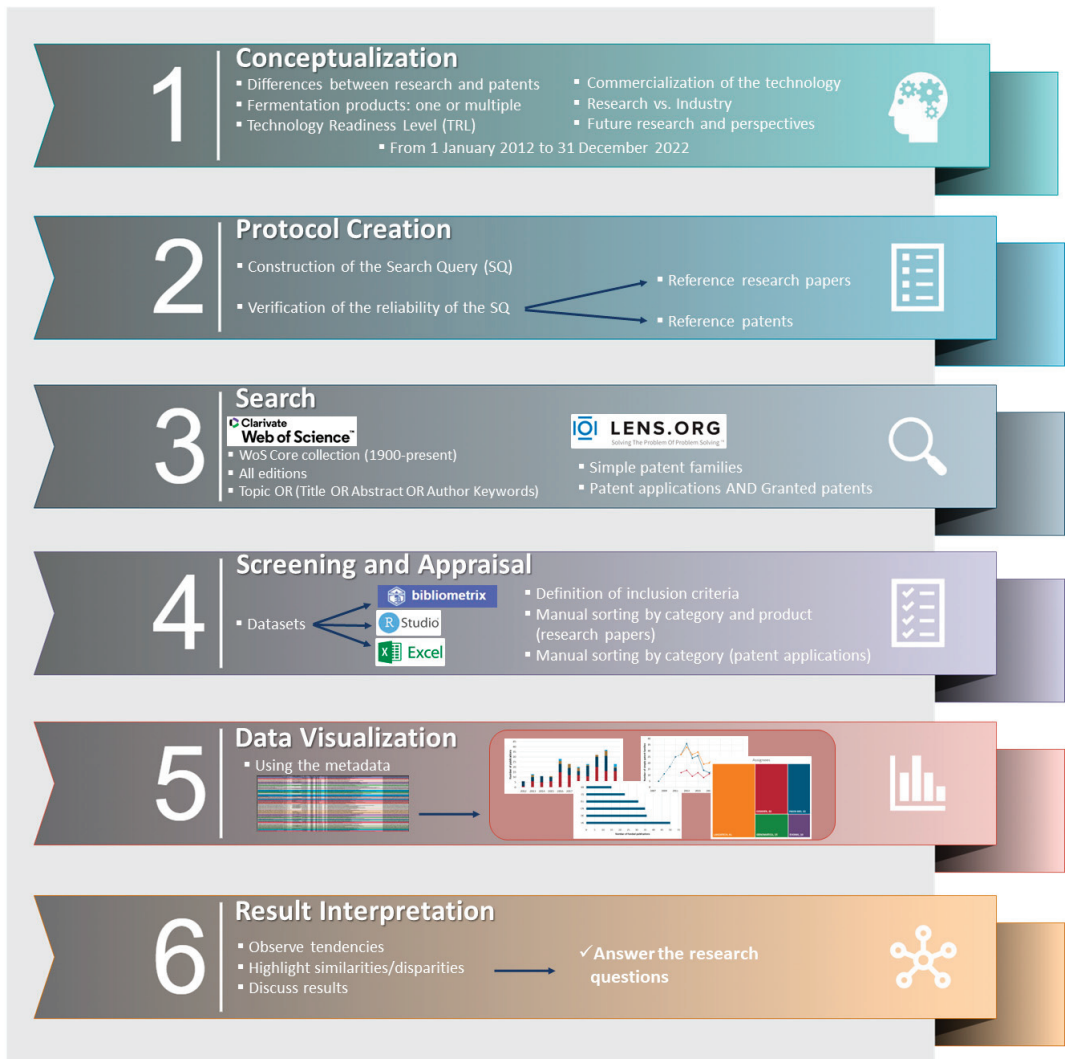 1
Conceptualization
▪ Differences between research and patents
▪ Fermentation products: one or multiple
▪ Technology Readiness Level (TRL)
▪ Commercialization of the technology
▪ Research vs. Industry
▪ Future research and perspectives
▪ From 1 January 2012 to 31 December 2022
2
Protocol Creation
▪ Construction of the Search Query (SQ)
▪ Verification of the reliability of the SQ
▪ Reference research papers
▪ Reference patents
3
Search
Clarivate
Web of Science™
▪ WoS Core collection (1900-present)
▪ All editions
▪ Topic OR (Title OR Abstract OR Author Keywords)
LENS.ORG
Solving The Problem Of Problem Solving™
▪ Simple patent families
▪ Patent applications AND Granted patents
4
Screening and Appraisal
▪ Datasets
bibliometrix
R Studio
Excel
▪ Definition of inclusion criteria
▪ Manual sorting by category and product
(research papers)
▪ Manual sorting by category (patent applications)
5
Data Visualization
▪ Using the metadata
6
Result Interpretation
▪ Observe tendencies
▪ Highlight similarities/disparities
▪ Discuss results
✓Answer the research
questions